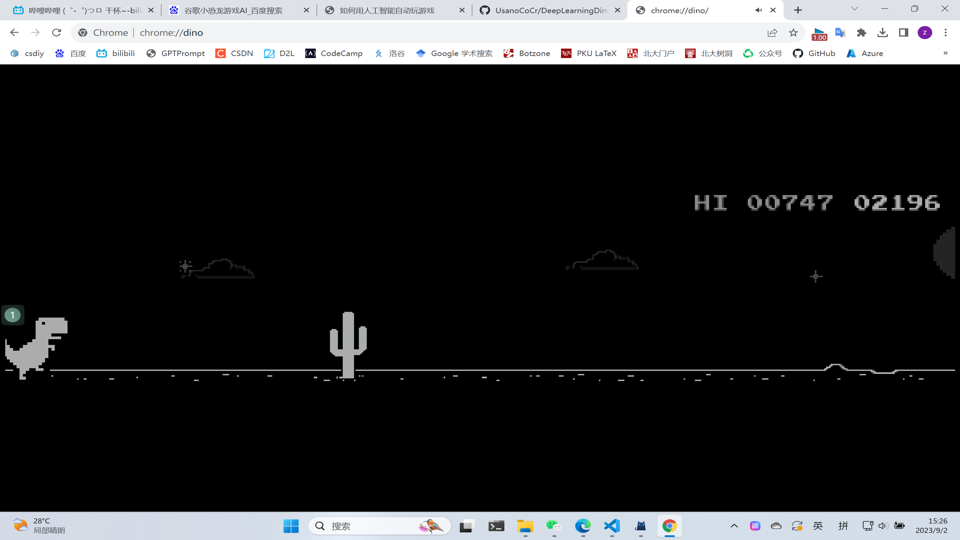 哔哩哔哩 (゜-゜)つロ 干杯~-bili
谷歌小恐龙游戏AI_百度搜索
如何用人工智能自动玩游戏
UsanoCoCr/DeepLearningDin
chrome://dino/
Chrome | chrome://dino
1.00
z
csdiy
百度
bilibili
GPTPrompt
CSDN
D2L
CodeCamp
洛谷
Google 学术搜索
Botzone
PKU LaTeX
北大门户
北大树洞
公众号
GitHub
Azure
»
HI 00747 02196
1
28°C
局部晴朗
搜索
英
拼
15:26
2023/9/2